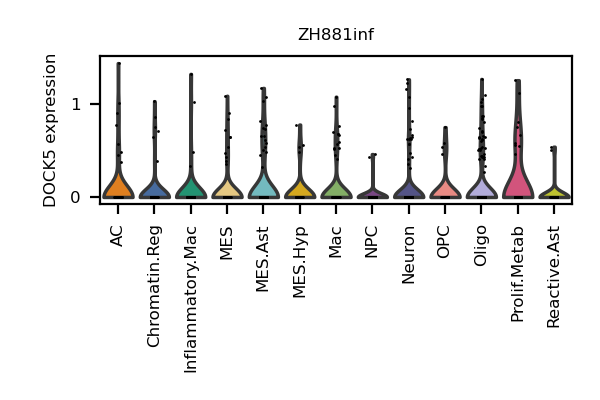 ZH881inf
DOCK5 expression
1
0
AC
Chromatin.Reg
Inflammatory.Mac
MES
MES.Ast
MES.Hyp
Mac
NPC
Neuron
OPC
Oligo
Prolif.Metab
Reactive.Ast